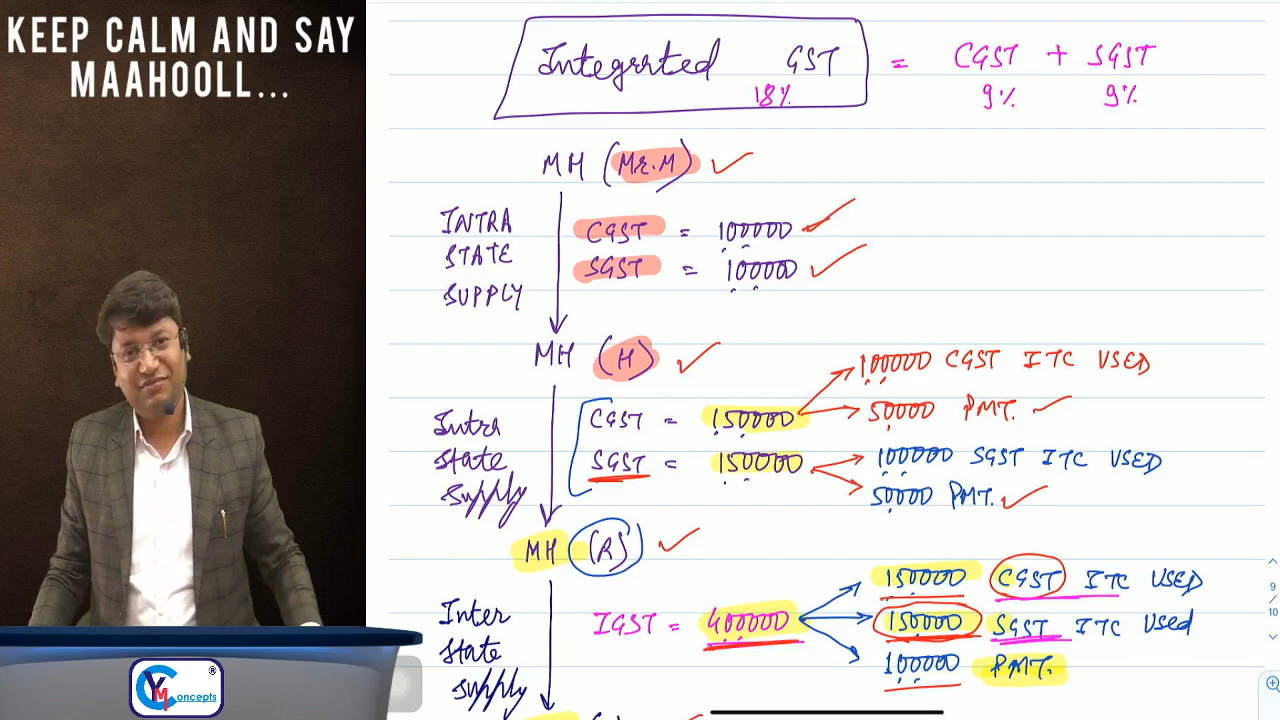 KEEP CALM AND SAY
MAAHOOLL...
Integrated GST = CGST + SGST
18% 9% 9%
MH (Mr.M)
INTRA
STATE
SUPPLY
CGST = 100000
SGST = 100000
MH (H)
100000 CGST ITC USED
50000 PMT.
Intra
State
Supply
CGST = 150000
SGST = 150000
100000 SGST ITC USED
50000 PMT.
MH (R)
Inter
State
Supply
IGST = 400000
150000 CGST ITC USED
150000 SGST ITC Used
100000 PMT.
YM Concepts
®
9
/
10